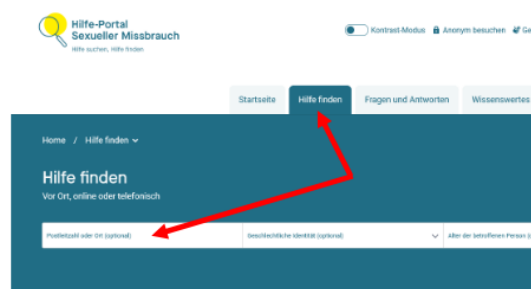 Hilfe-Portal
Sexueller Missbrauch
Hilfe suchen, Hilfe finden
Kontrast-Modus Anonym besuchen Ge
Startseite Hilfe finden Fragen und Antworten Wissenswertes
Home / Hilfe finden
Hilfe finden
Vor Ort, online oder telefonisch
Postleitzahl oder Ort (optional) Geschlechtliche Identität (optional) Alter der betroffenen Person (